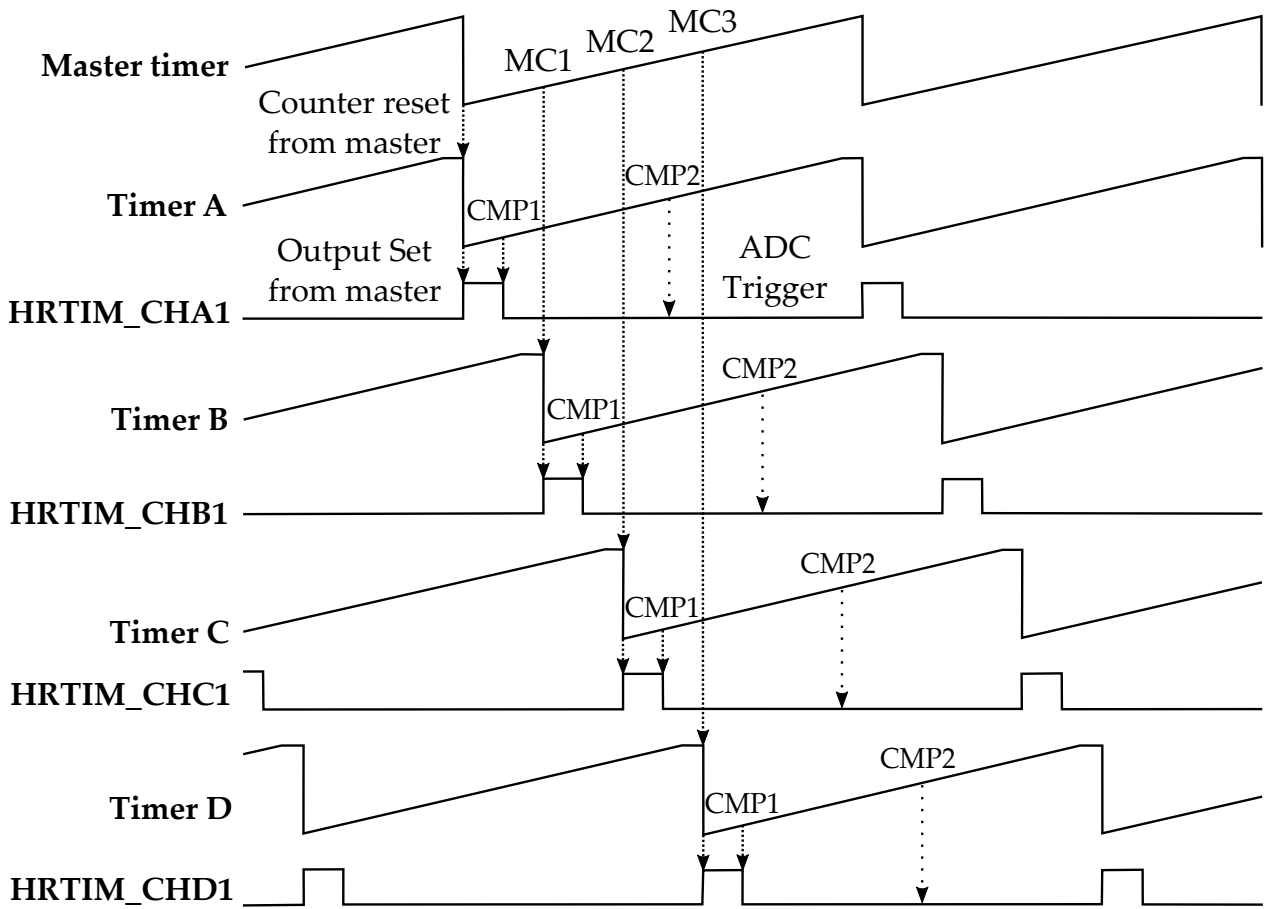 MC3
MC2
MC1
Master timer
Counter reset
from master
CMP2
Timer A
CMP1
Output Set
from master
ADC
Trigger
HRTIM_CHA1
CMP2
Timer B
CMP1
HRTIM_CHB1
CMP2
CMP1
Timer C
HRTIM_CHC1
CMP2
Timer D
CMP1
HRTIM_CHD1